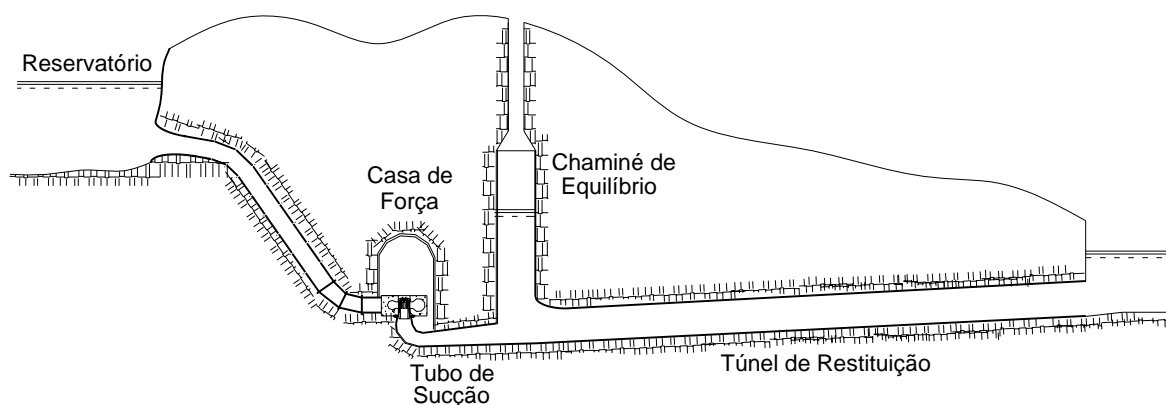 Reservatório
Casa de
Força
Chaminé de
Equilíbrio
Tubo de
Sucção
Túnel de Restituição